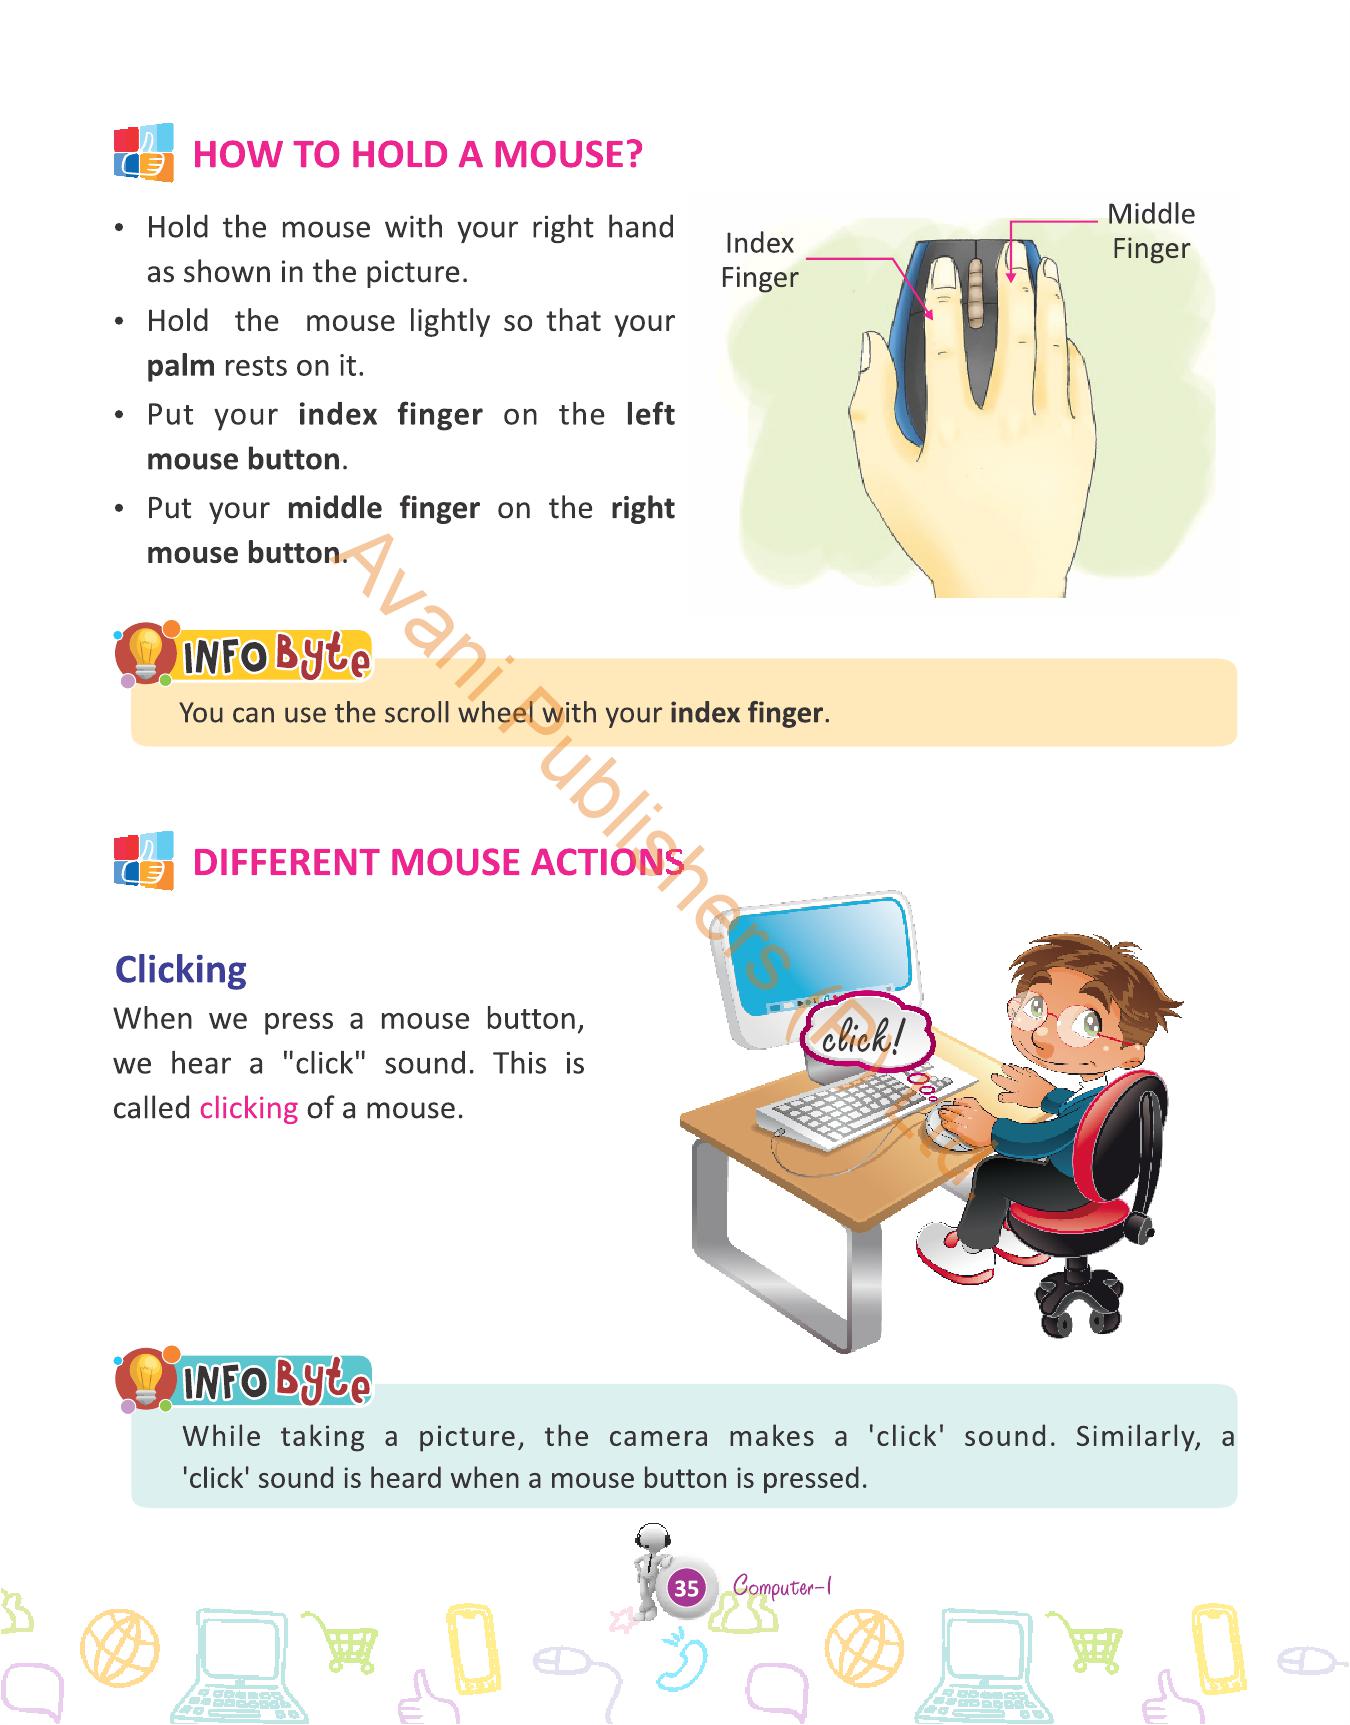 HOW TO HOLD A MOUSE?
• Hold the mouse with your right hand
as shown in the picture.
• Hold the mouse lightly so that your
palm rests on it.
• Put your index finger on the left
mouse button.
• Put your middle finger on the right
mouse button.
Index
Finger
Middle
Finger
INFO Byte
You can use the scroll wheel with your index finger.
DIFFERENT MOUSE ACTIONS
Clicking
When we press a mouse button,
we hear a "click" sound. This is
called clicking of a mouse.
click!
INFO Byte
While taking a picture, the camera makes a 'click' sound. Similarly, a
'click' sound is heard when a mouse button is pressed.
35
Computer-1
Avani Publishers (P) Ltd.